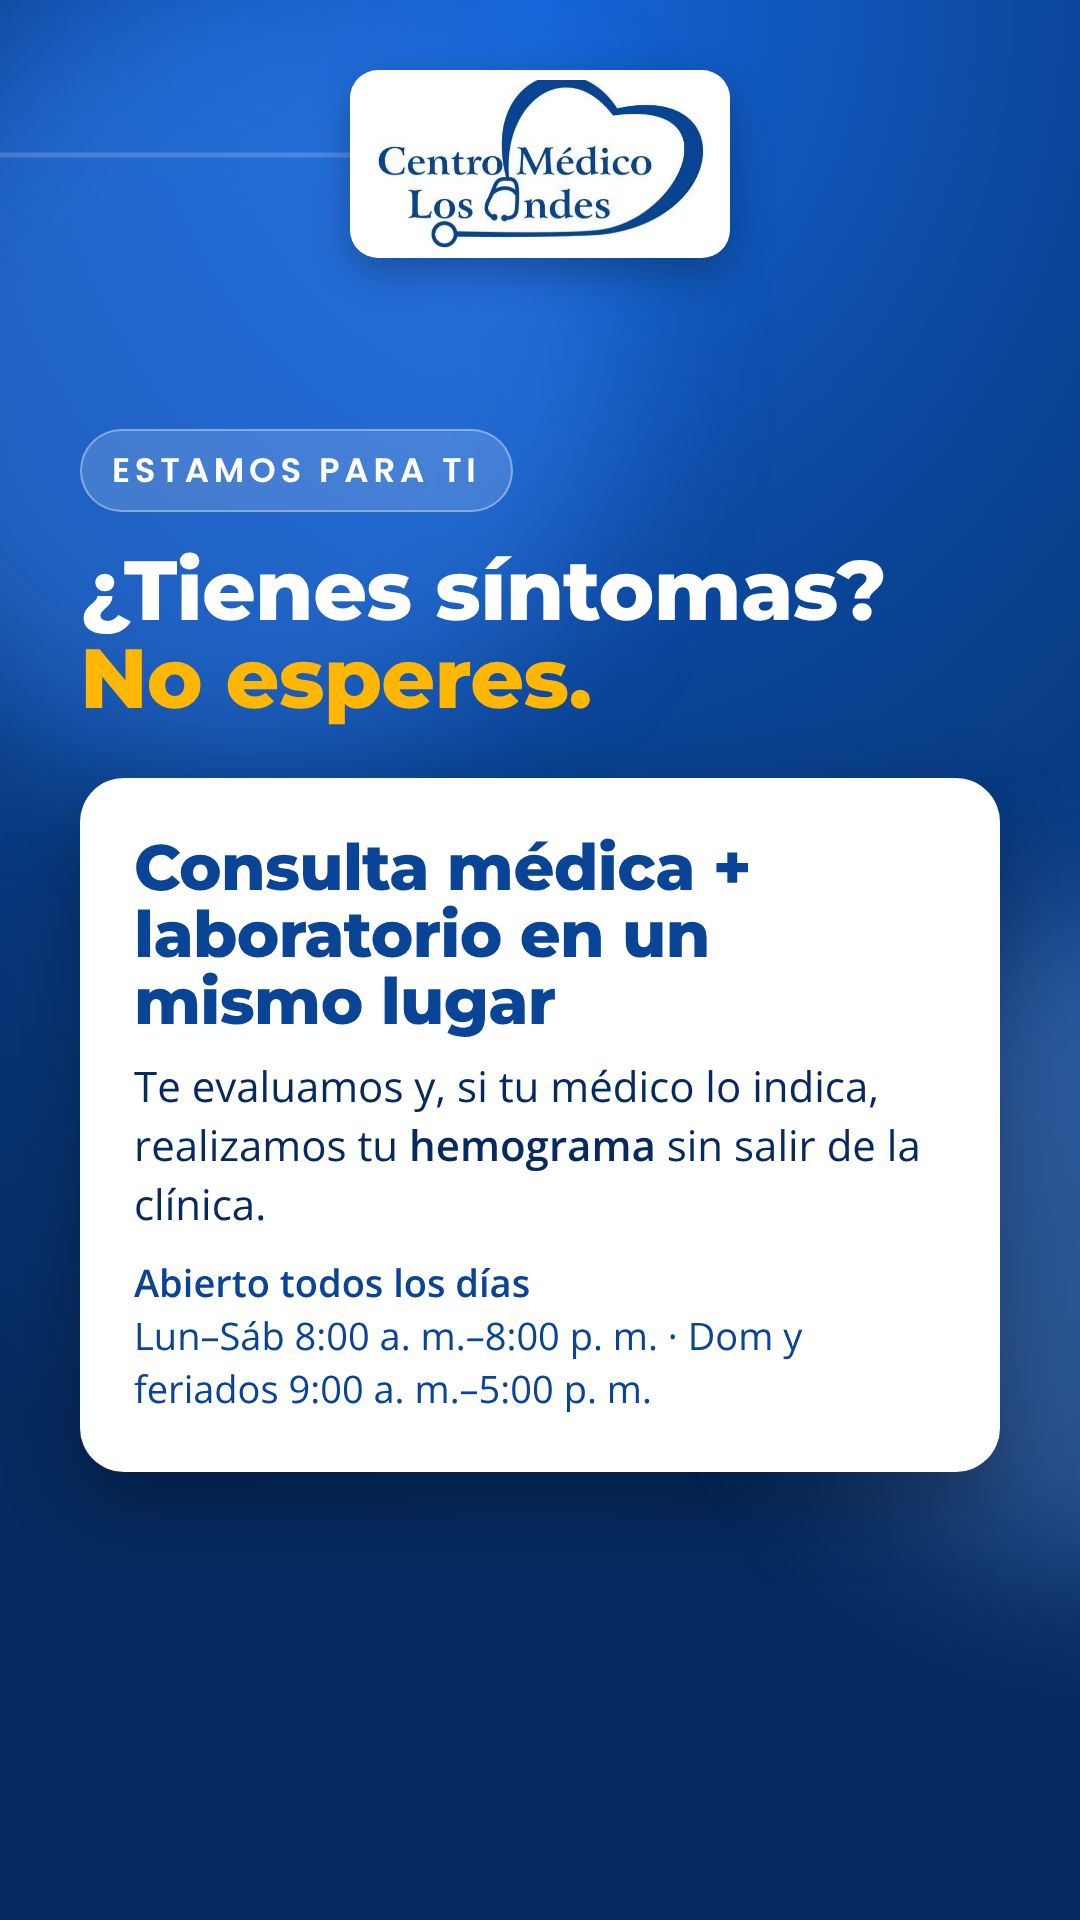 Centro Médico
Los Andes
ESTAMOS PARA TI
¿Tienes síntomas?
No esperes.
Consulta médica +
laboratorio en un
mismo lugar
Te evaluamos y, si tu médico lo indica,
realizamos tu hemograma sin salir de la
clínica.
Abierto todos los días
Lun–Sáb 8:00 a. m.–8:00 p. m. · Dom y
feriados 9:00 a. m.–5:00 p. m.